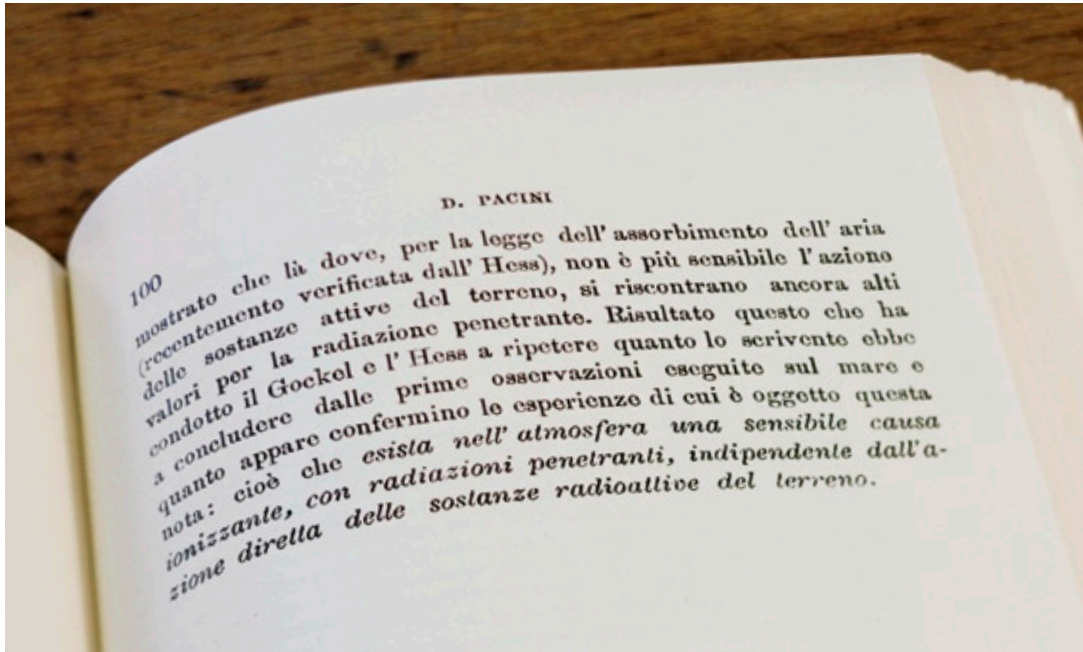 D. PACINI
100
mostrato che là dove, per la legge dell' assorbimento dell' aria
(recentemente verificata dall' Hess), non è più sensibile l' azione
delle sostanze attive del terreno, si riscontrano ancora alti
valori per la radiazione penetrante. Risultato questo che ha
condotto il Gockel e l' Hess a ripetere quanto lo scrivente ebbe
a concludere dalle prime osservazioni eseguite sul mare e
quanto appare confermino le esperienze di cui è oggetto questa
nota: cioè che esista nell' atmosfera una sensibile causa
ionizzante, con radiazioni penetranti, indipendente dall' a-
zione diretta delle sostanze radioattive del terreno.